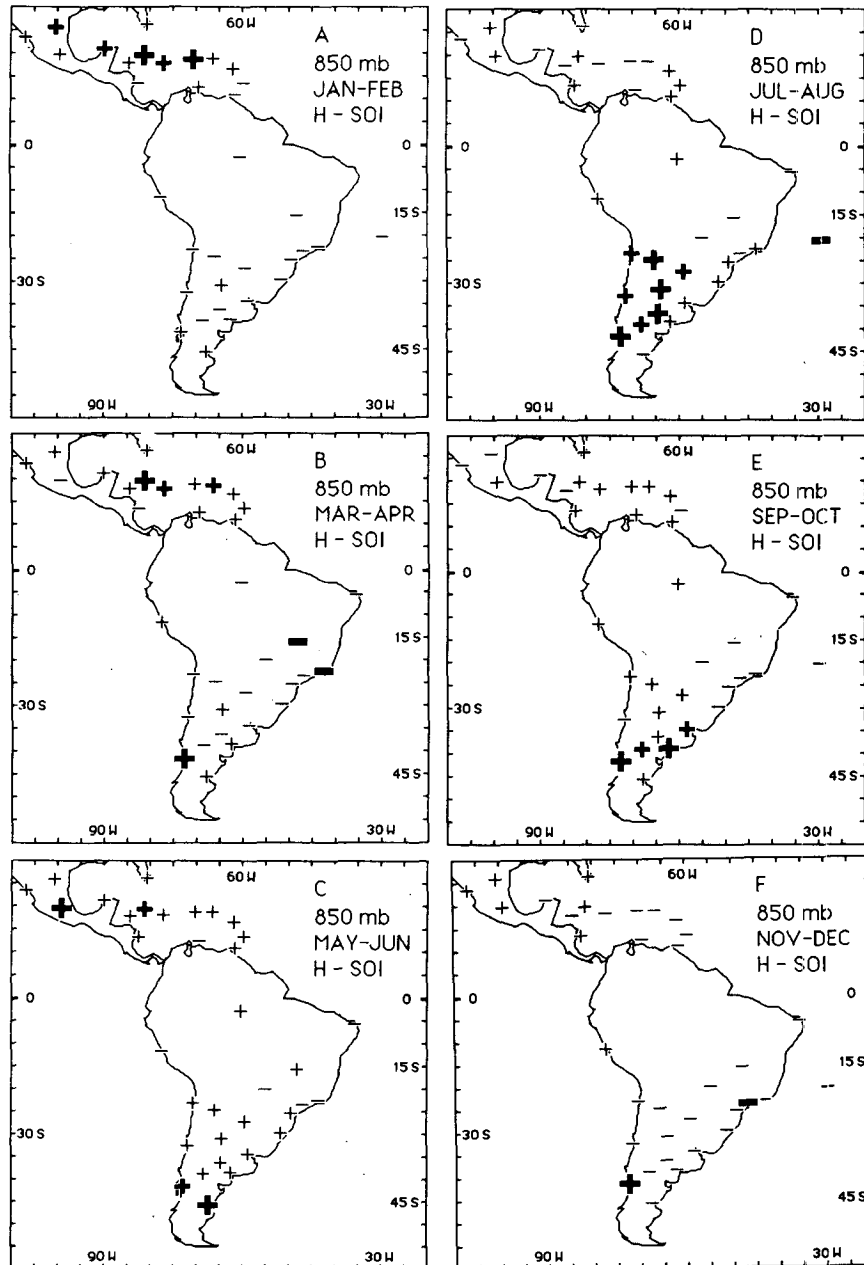 60W
A
850 mb
JAN-FEB
H - SOI
0
0
15S
30S
45S
90W
30W
60W
D
850 mb
JUL-AUG
H - SOI
0
0
15S
30S
45S
90W
30W
60W
B
850 mb
MAR-APR
H - SOI
0
0
15S
30S
45S
90W
30W
60W
E
850 mb
SEP-OCT
H - SOI
0
0
15S
30S
45S
90W
30W
60W
C
850 mb
MAY-JUN
H - SOI
0
0
15S
30S
45S
90W
30W
60W
F
850 mb
NOV-DEC
H - SOI
0
0
15S
30S
45S
90W
30W